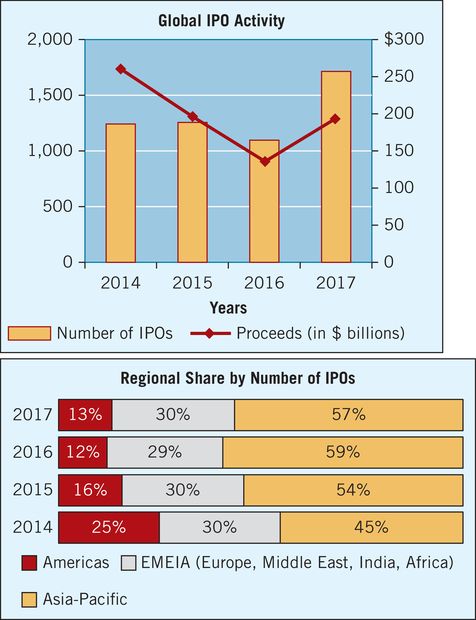 Global IPO Activity
2,000
1,500
1,000
500
0
$300
250
200
150
100
50
0
2014 2015 2016 2017
Years
Number of IPOs Proceeds (in $ billions)
Regional Share by Number of IPOs
2017 13% 30% 57%
2016 12% 29% 59%
2015 16% 30% 54%
2014 25% 30% 45%
Americas EMEIA (Europe, Middle East, India, Africa)
Asia-Pacific